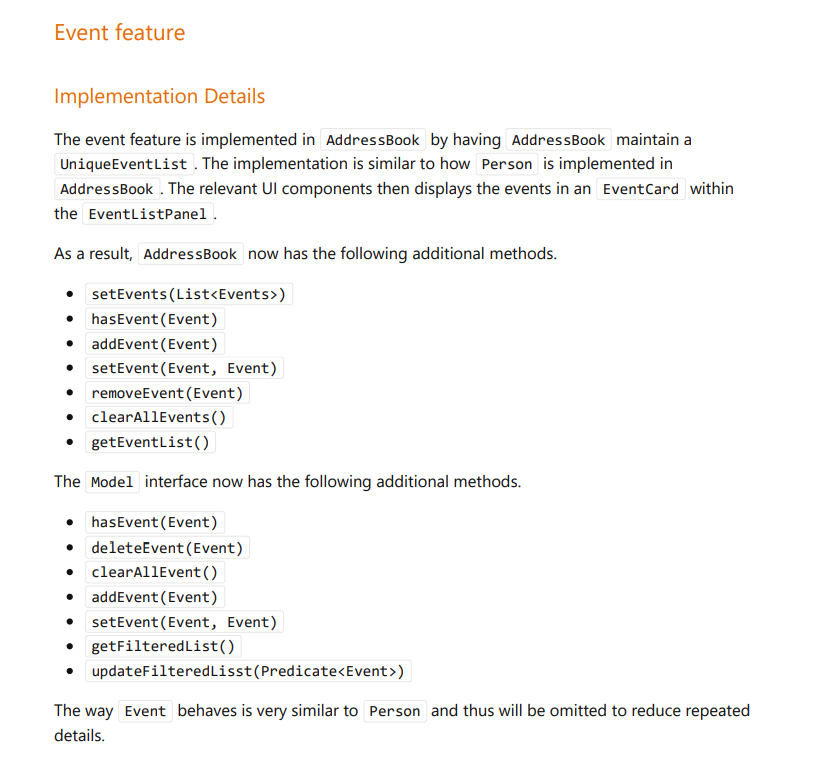 Event feature
Implementation Details
The event feature is implemented in AddressBook by having AddressBook maintain a
UniqueEventList. The implementation is similar to how Person is implemented in
AddressBook. The relevant UI components then displays the events in an EventCard within
the EventListPanel.
As a result, AddressBook now has the following additional methods.
• setEvents(List<Events>)
• hasEvent(Event)
• addEvent(Event)
• setEvent(Event, Event)
• removeEvent(Event)
• clearAllEvents()
• getEventList()
The Model interface now has the following additional methods.
• hasEvent(Event)
• deleteEvent(Event)
• clearAllEvent()
• addEvent(Event)
• setEvent(Event, Event)
• getFilteredList()
• updateFilteredLisst(Predicate<Event>)
The way Event behaves is very similar to Person and thus will be omitted to reduce repeated
details.